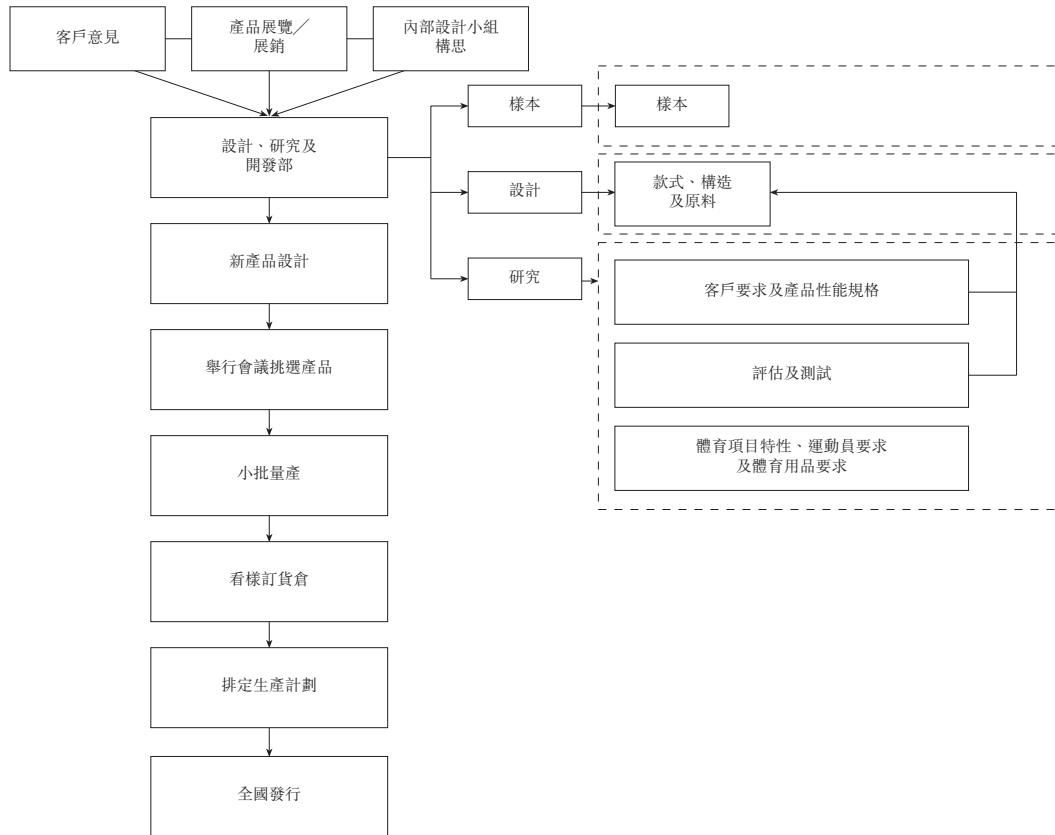 客戶意見
產品展覽／
展銷
內部設計小組
構思
設計、研究及
開發部
樣本
樣本
設計
款式、構造
及原料
新產品設計
研究
客戶要求及產品性能規格
舉行會議挑選產品
評估及測試
小批量產
體育項目特性、運動員要求
及體育用品要求
看樣訂貨倉
排定生產計劃
全國發行